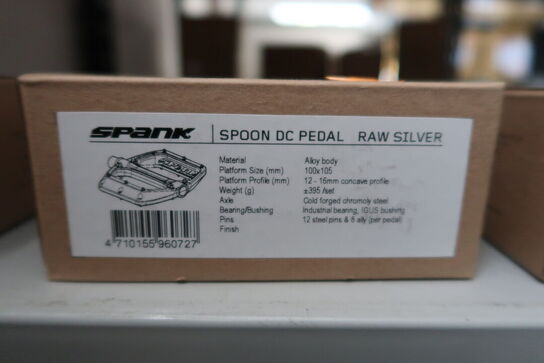 SPANK SPOON DC PEDAL RAW SILVER
Material Alloy body
Platform Size (mm) 100x105
Platform Profile (mm) 12 - 16mm concave profile
Weight (g) ±395 /set
Axle Cold forged chromoly steel
Bearing/Bushing Industrial bearing, IGUS bushing
Pins 12 steel pins & 8 ally (per pedal)
Finish
4 710155 960727